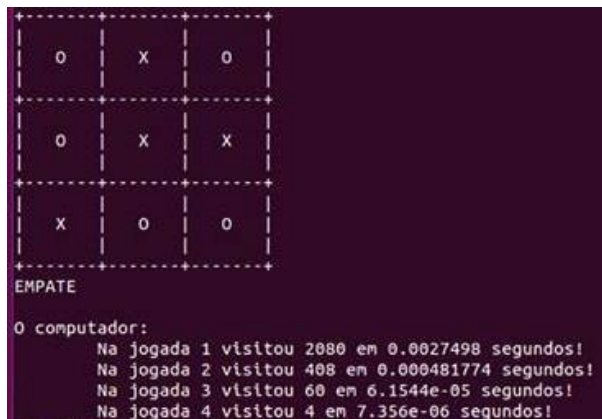 O X O
O X X
X O O
EMPATE
O computador:
Na jogada 1 visitou 2080 em 0.0027498 segundos!
Na jogada 2 visitou 408 em 0.000481774 segundos!
Na jogada 3 visitou 60 em 6.1544e-05 segundos!
Na jogada 4 visitou 4 em 7.356e-06 segundos!